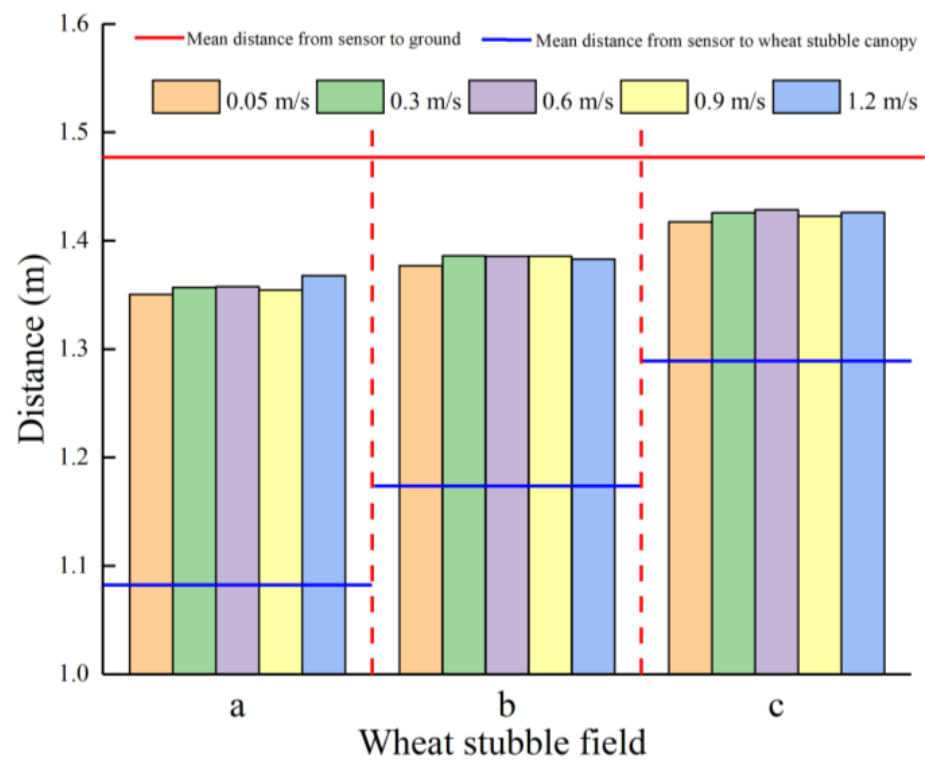 Mean distance from sensor to ground Mean distance from sensor to wheat stubble canopy
0.05 m/s 0.3 m/s 0.6 m/s 0.9 m/s 1.2 m/s
Distance (m)
1.6
1.5
1.4
1.3
1.2
1.1
1.0
a b c
Wheat stubble field